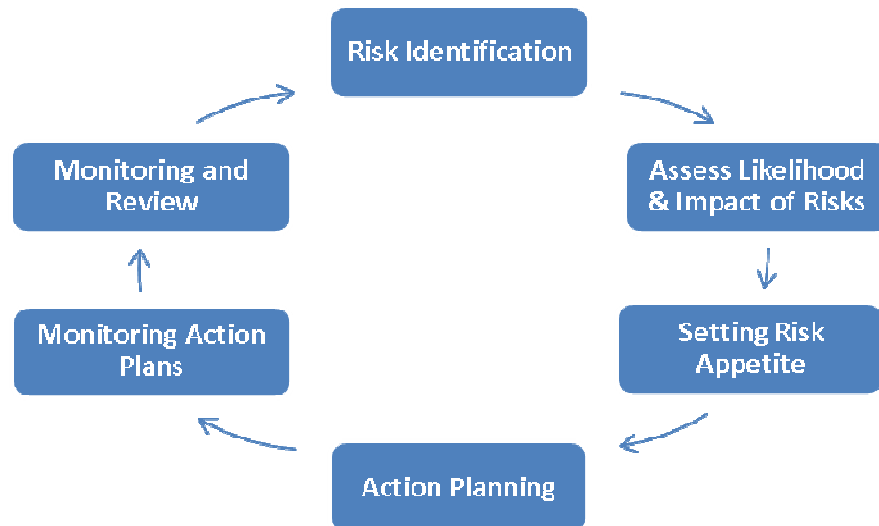 Risk Identification
Assess Likelihood
& Impact of Risks
Setting Risk
Appetite
Action Planning
Monitoring Action
Plans
Monitoring and
Review